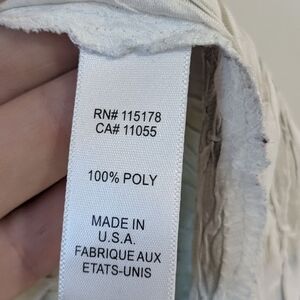 RN# 115178
CA# 11055
100% POLY
MADE IN
U.S.A.
FABRIQUE AUX
ETATS-UNIS